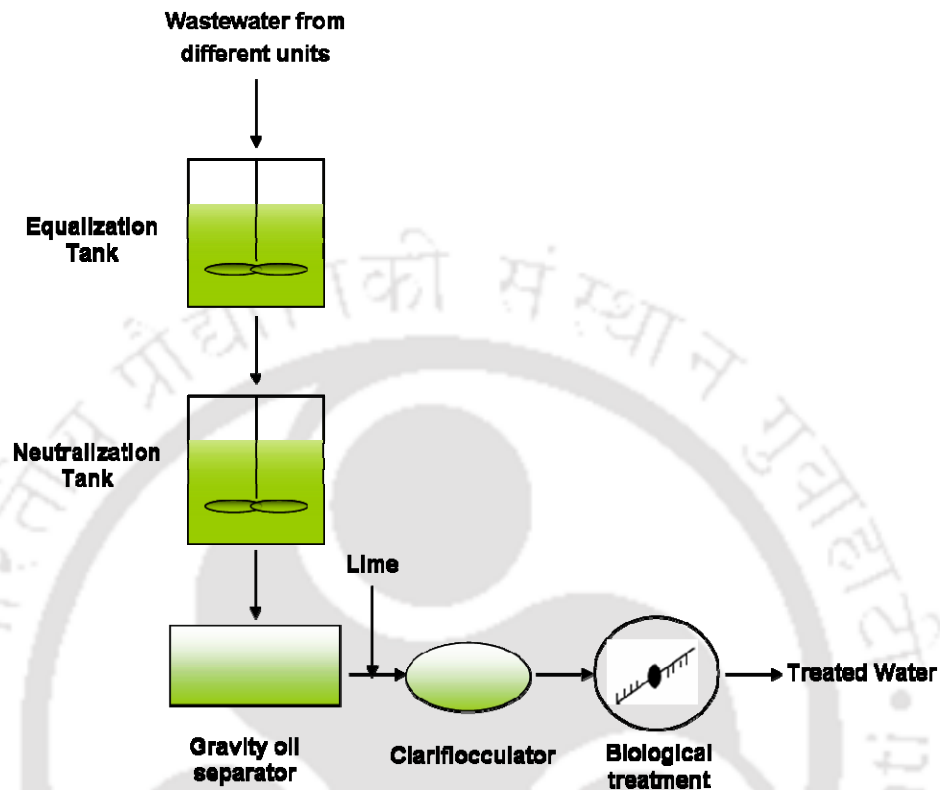 Wastewater from
different units
Equalization
Tank
Neutralization
Tank
Lime
Treated Water
Gravity oil
separator
Clariflocculator
Biological
treatment